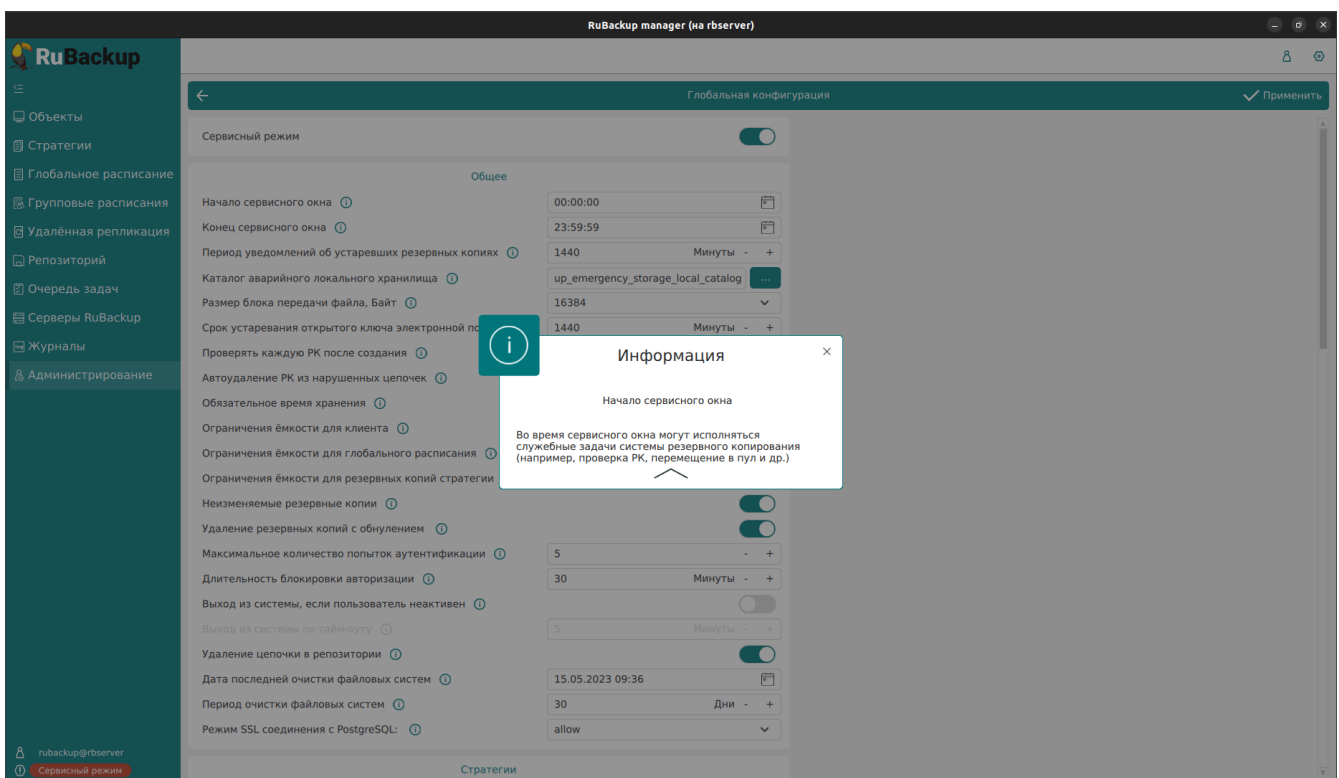 RuBackup manager (на rbserver)
RuBackup
Глобальная конфигурация
Применить
Объекты
Стратегии
Глобальное расписание
Групповые расписания
Удалённая репликация
Репозиторий
Очередь задач
Серверы RuBackup
Журналы
Администрирование
Сервисный режим
Общее
Начало сервисного окна 00:00:00
Конец сервисного окна 23:59:59
Период уведомлений об устаревших резервных копиях 1440 Минуты - +
Каталог аварийного локального хранилища up_emergency_storage_local_catalog ...
Размер блока передачи файла, Байт 16384
Срок устаревания открытого ключа электронной 1440 Минуты - +
Проверять каждую РК после создания
Автоудаление РК из нарушенных цепочек
Обязательное время хранения
Ограничения ёмкости для клиента
Ограничения ёмкости для глобального расписания
Ограничения ёмкости для резервных копий стратегии
Информация
Начало сервисного окна
Во время сервисного окна могут исполняться
служебные задачи системы резервного копирования
(например, проверка РК, перемещение в пул и др.)
Неизменяемые резервные копии
Удаление резервных копий с обнулением
Максимальное количество попыток аутентификации 5 - +
Длительность блокировки авторизации 30 Минуты - +
Выход из системы, если пользователь неактивен
Выход из системы по тайм-ауту 5 Минуты - +
Удаление цепочки в репозитории
Дата последней очистки файловых систем 15.05.2023 09:36
Период очистки файловых систем 30 Дни - +
Режим SSL соединения с PostgreSQL: allow
Стратегии
rubackup@rbserver
Сервисный режим